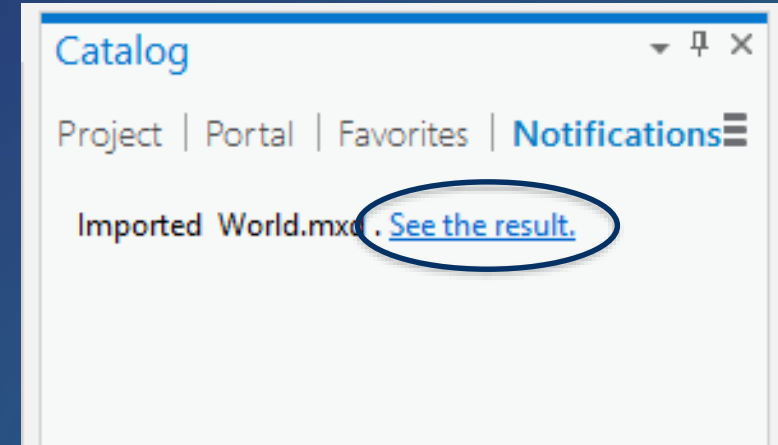 Catalog
Project | Portal | Favorites | Notifications
Imported World.mxd . See the result.